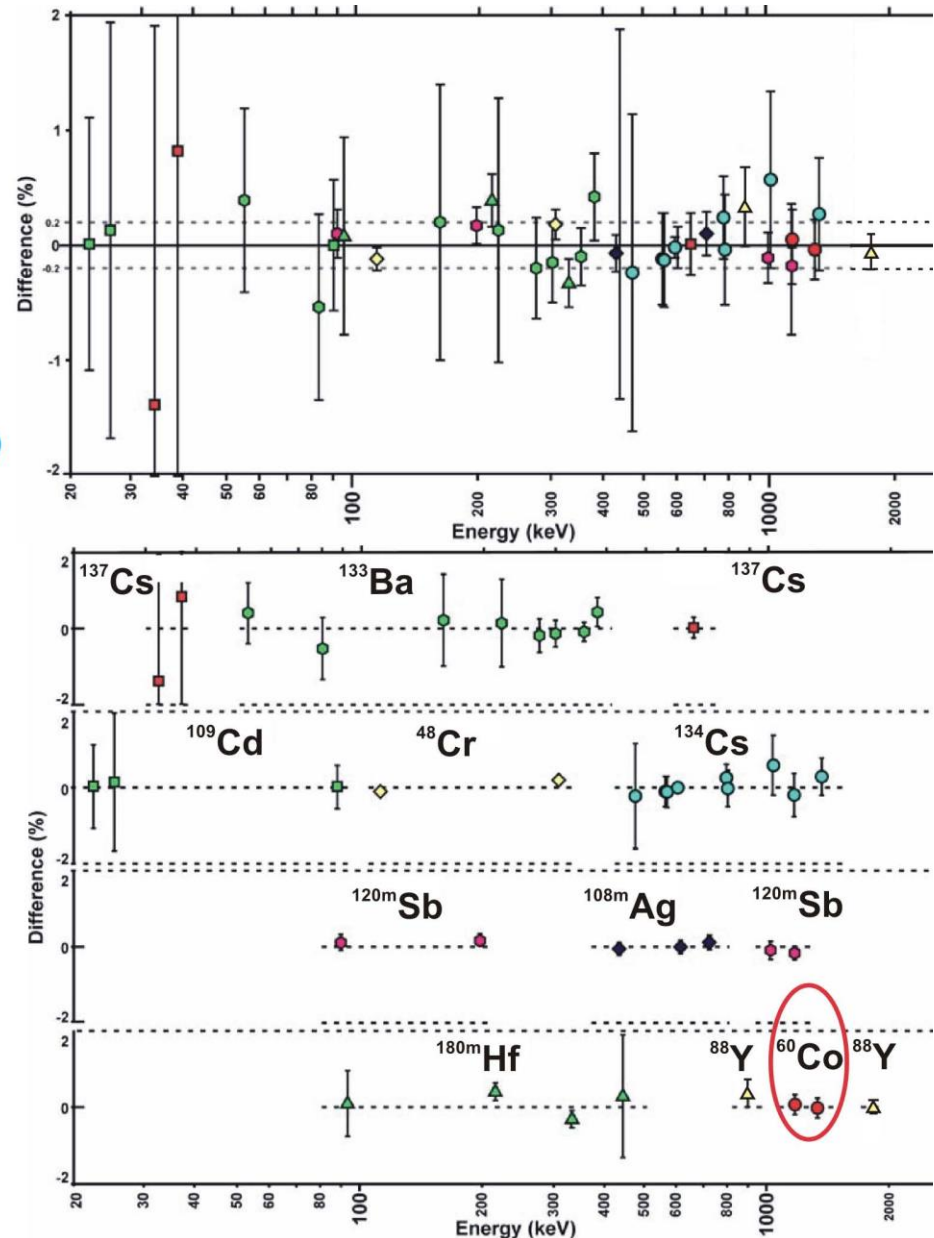 2
1
0.2
0
-0.2
-1
-2
Difference (%)
20 30 40 50 60 80 100 200 300 400 500 600 800 1000 2000
Energy (keV)
2
0
-2
¹³⁷Cs ¹³³Ba ¹³⁷Cs
2
0
-2
¹⁰⁹Cd ⁴⁸Cr ¹³⁴Cs
2
0
-2
¹²⁰ᵐSb ¹⁰⁸ᵐAg ¹²⁰ᵐSb
2
0
-2
¹⁸⁰ᵐHf ⁸⁸Y ⁶⁰Co ⁸⁸Y
Difference (%)
20 30 40 50 60 80 100 200 300 400 500 600 800 1000 2000
Energy (keV)